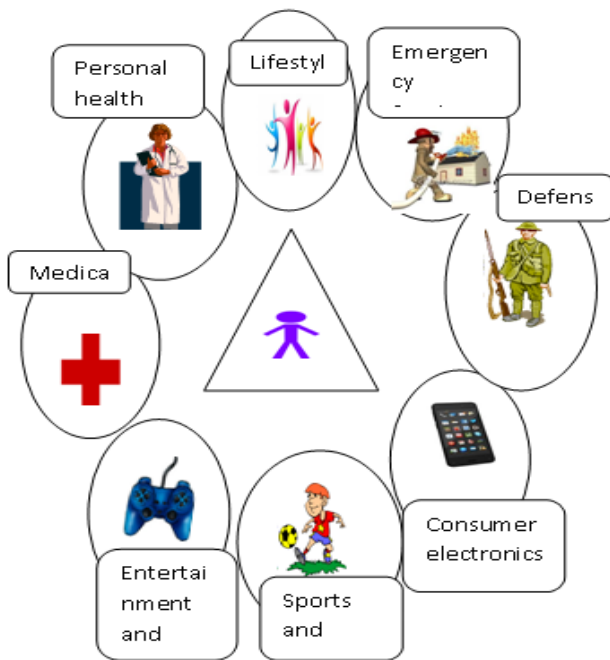 Personal
health
Lifestyl
Emergen
cy
Defens
Medica
Consumer
electronics
Entertai
nment
and
Sports
and